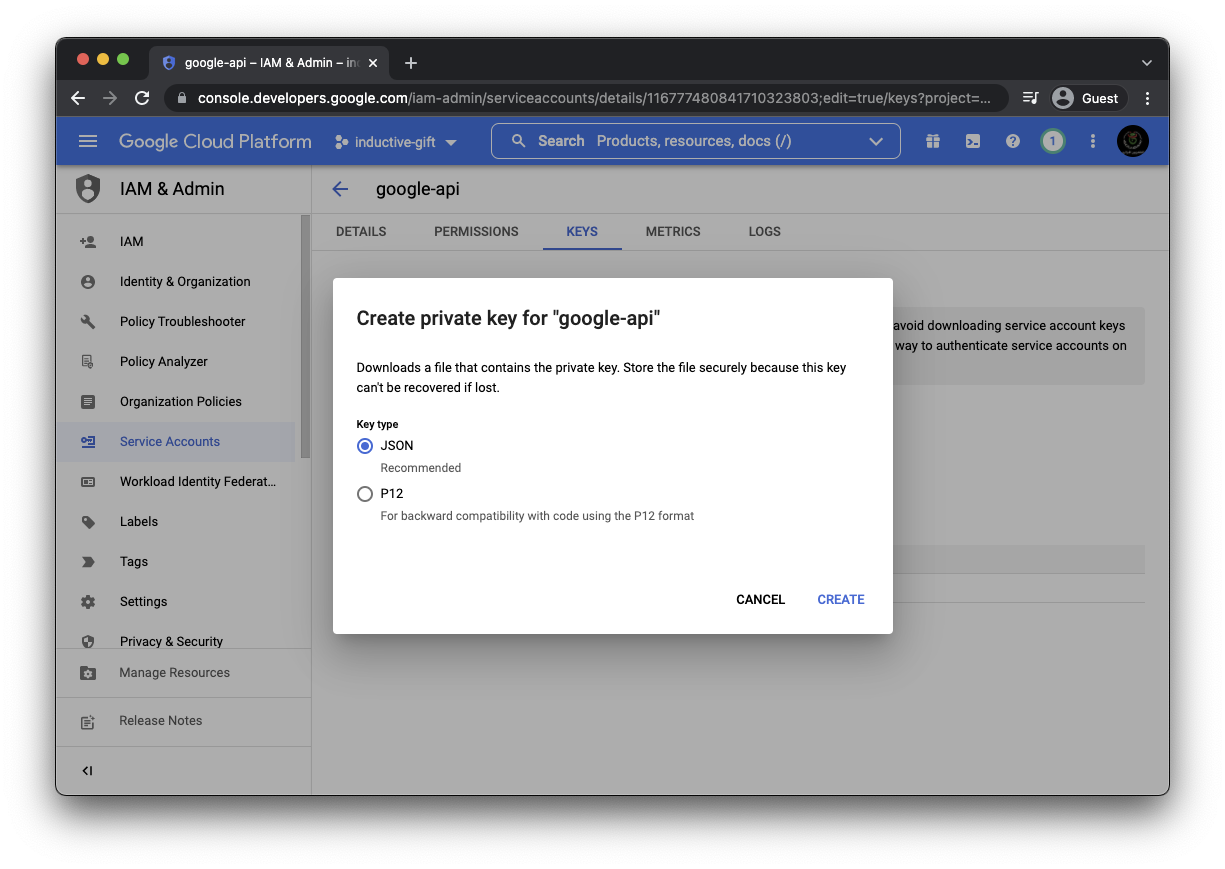 google-api – IAM & Admin – in
console.developers.google.com/iam-admin/serviceaccounts/details/116777480841710323803;edit=true/keys?project=...
Guest
Google Cloud Platform
inductive-gift
Search Products, resources, docs (/)
1
IAM & Admin
google-api
IAM
Identity & Organization
Policy Troubleshooter
Policy Analyzer
Organization Policies
Service Accounts
Workload Identity Federat...
Labels
Tags
Settings
Privacy & Security
Manage Resources
Release Notes
DETAILS
PERMISSIONS
KEYS
METRICS
LOGS
avoid downloading service account keys
way to authenticate service accounts on
Create private key for "google-api"
Downloads a file that contains the private key. Store the file securely because this key
can't be recovered if lost.
Key type
JSON
Recommended
P12
For backward compatibility with code using the P12 format
CANCEL
CREATE